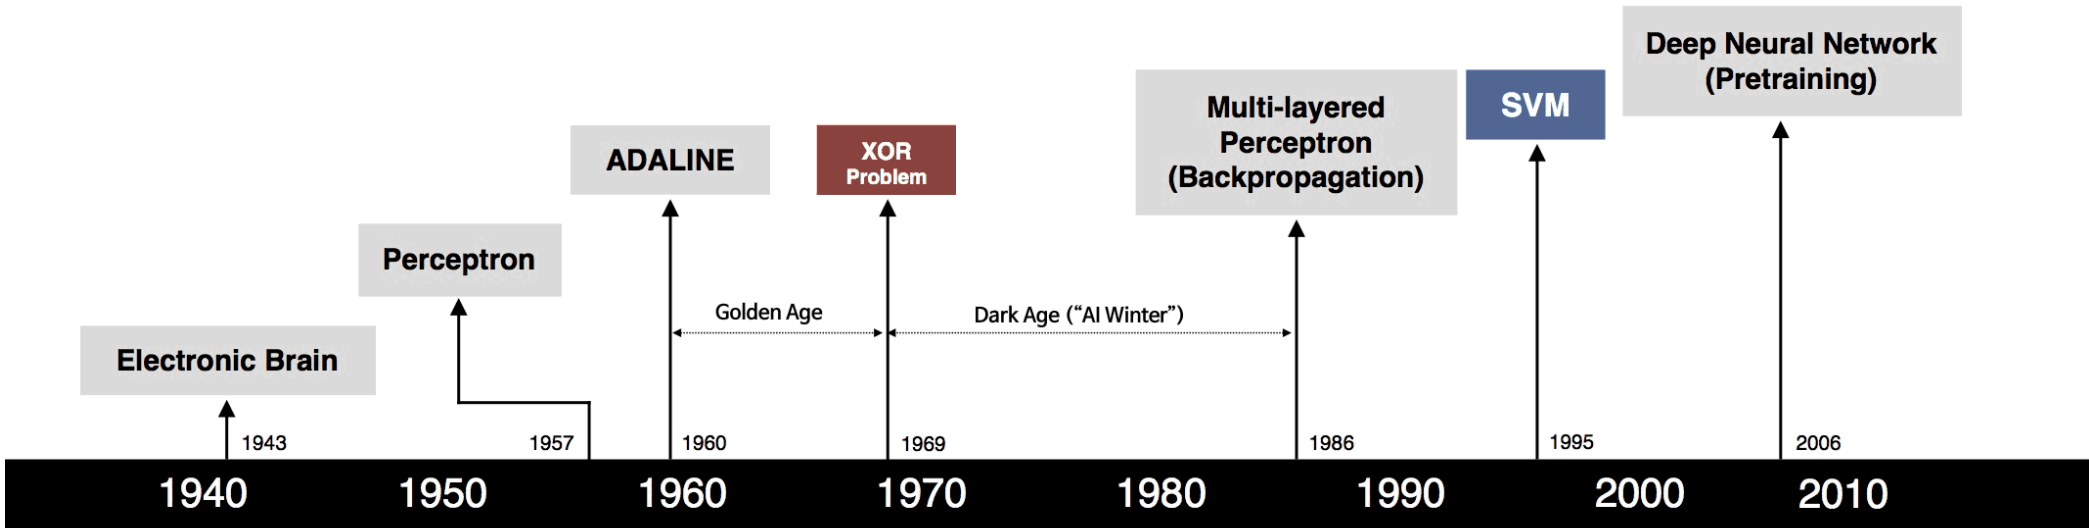 Deep Neural Network
(Pretraining)
Multi-layered
Perceptron
(Backpropagation)
SVM
ADALINE
XOR
Problem
Perceptron
Golden Age
Dark Age (“AI Winter”)
Electronic Brain
1943
1957
1960
1969
1986
1995
2006
1940
1950
1960
1970
1980
1990
2000
2010